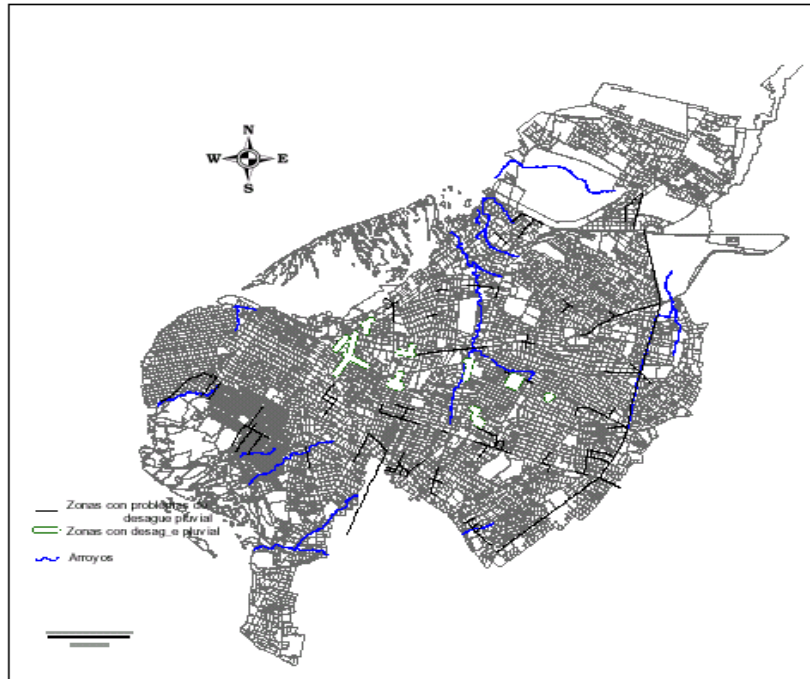 N
W E
S
Zonas con problemas de
desague pluvial
Zonas con desag_e pluvial
Arroyos